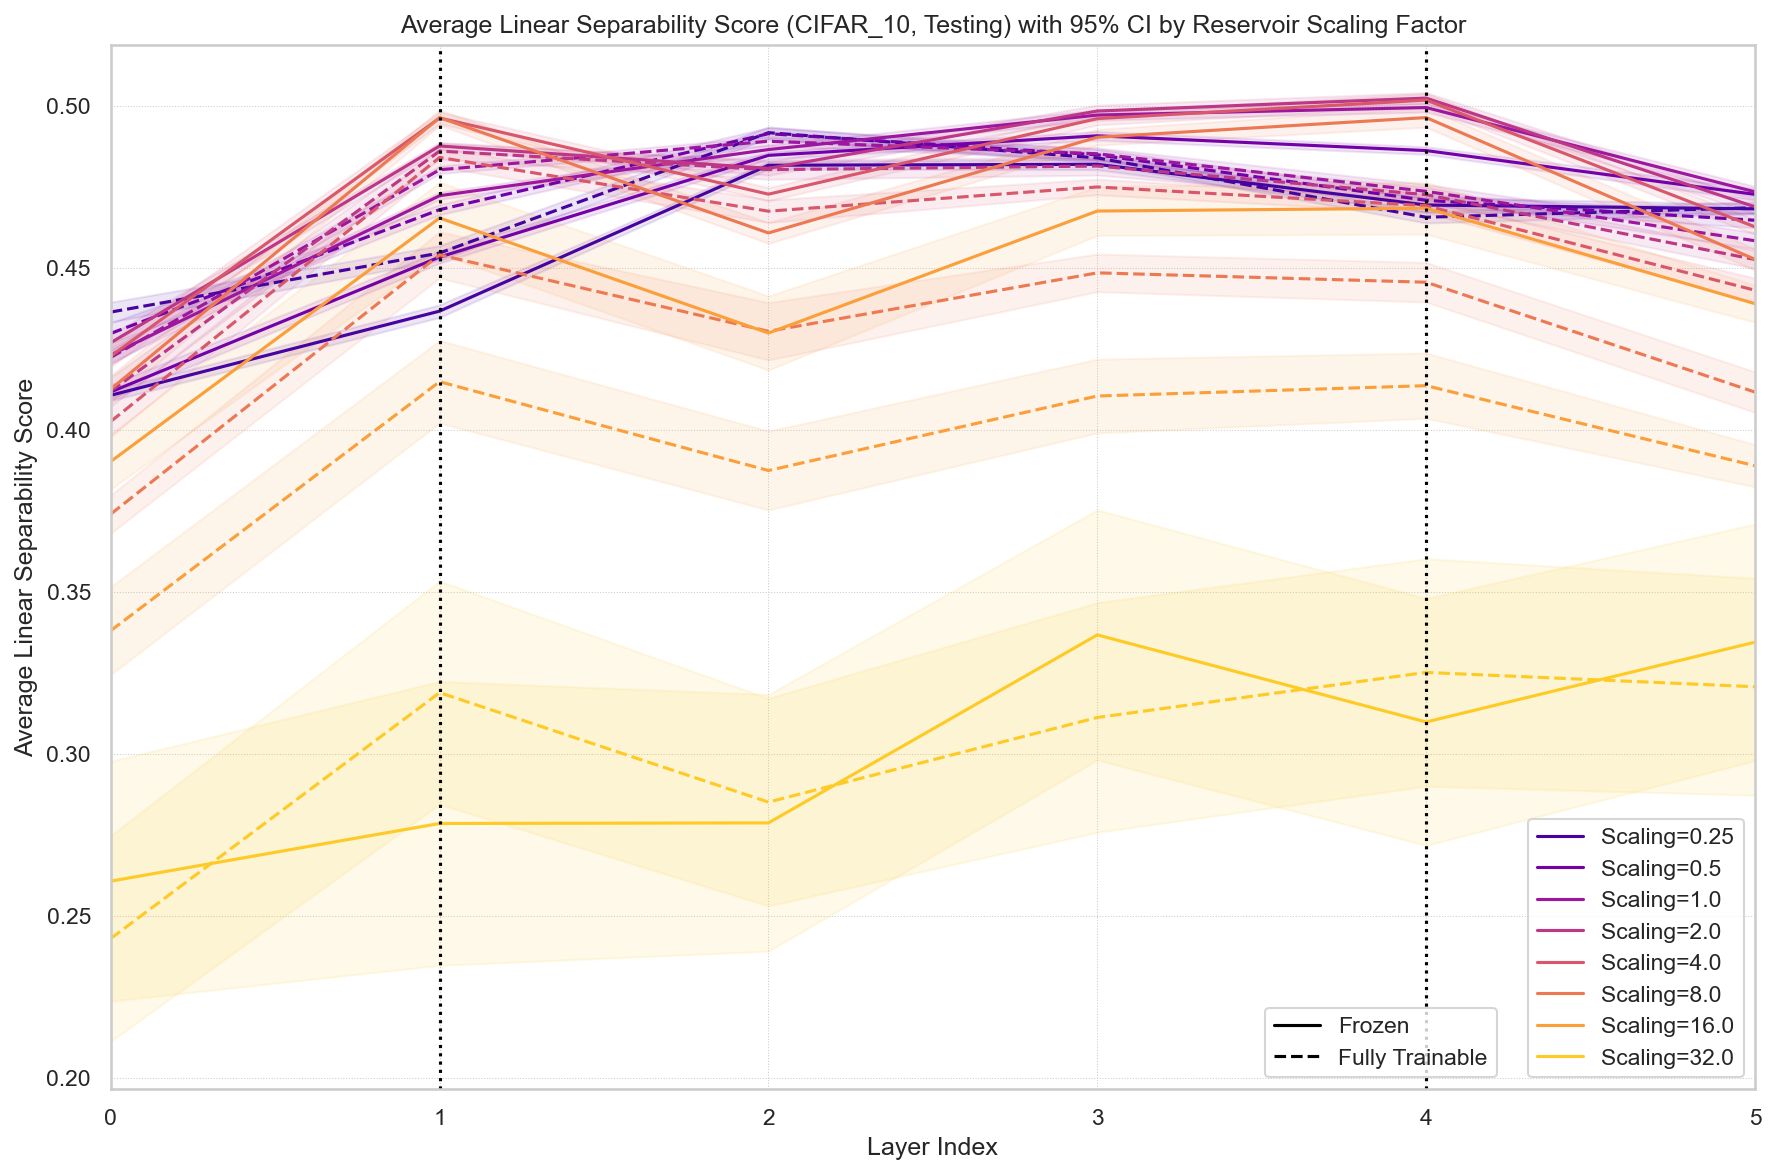 Average Linear Separability Score (CIFAR_10, Testing) with 95% CI by Reservoir Scaling Factor
Average Linear Separability Score
0.50
0.45
0.40
0.35
0.30
0.25
0.20
Scaling=0.25
Scaling=0.5
Scaling=1.0
Scaling=2.0
Scaling=4.0
Scaling=8.0
Scaling=16.0
Scaling=32.0
Frozen
Fully Trainable
0 1 2 3 4 5
Layer Index